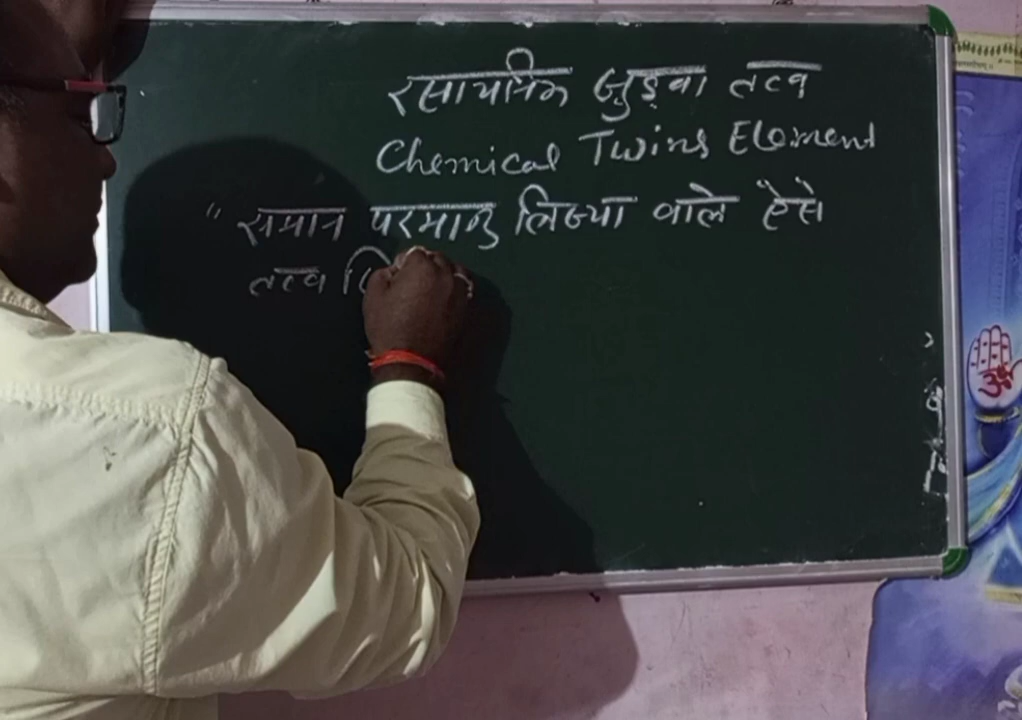 रसायनिक जुड़वा तत्व
Chemical Twins Element
" समान परमाणु त्रिज्या वाले ऐसे
तत्व